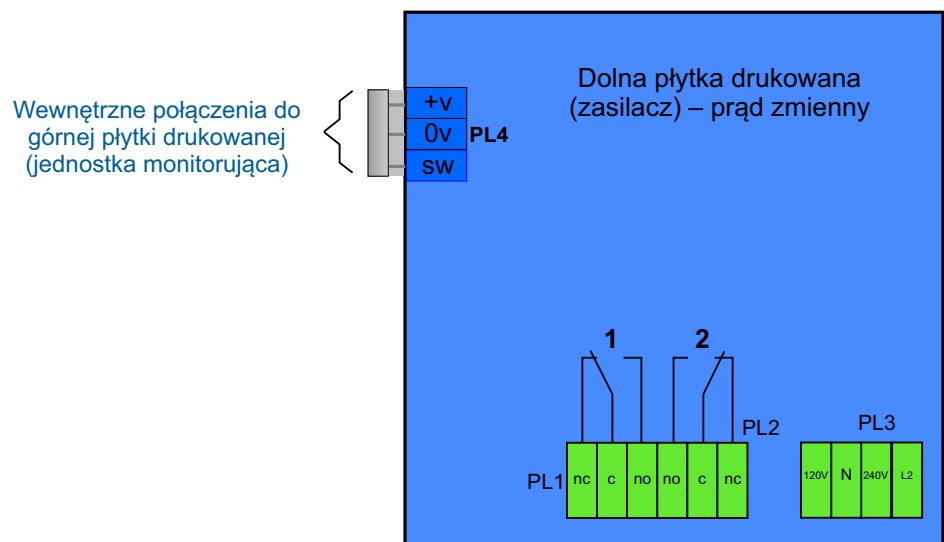 Dolna płytka drukowana
(zasilacz) – prąd zmienny
Wewnętrzne połączenia do
górnej płytki drukowanej
(jednostka monitorująca)
+v
0v
sw
PL4
1
2
PL1
nc
c
no
no
c
nc
PL2
PL3
120V
N
240V
L2